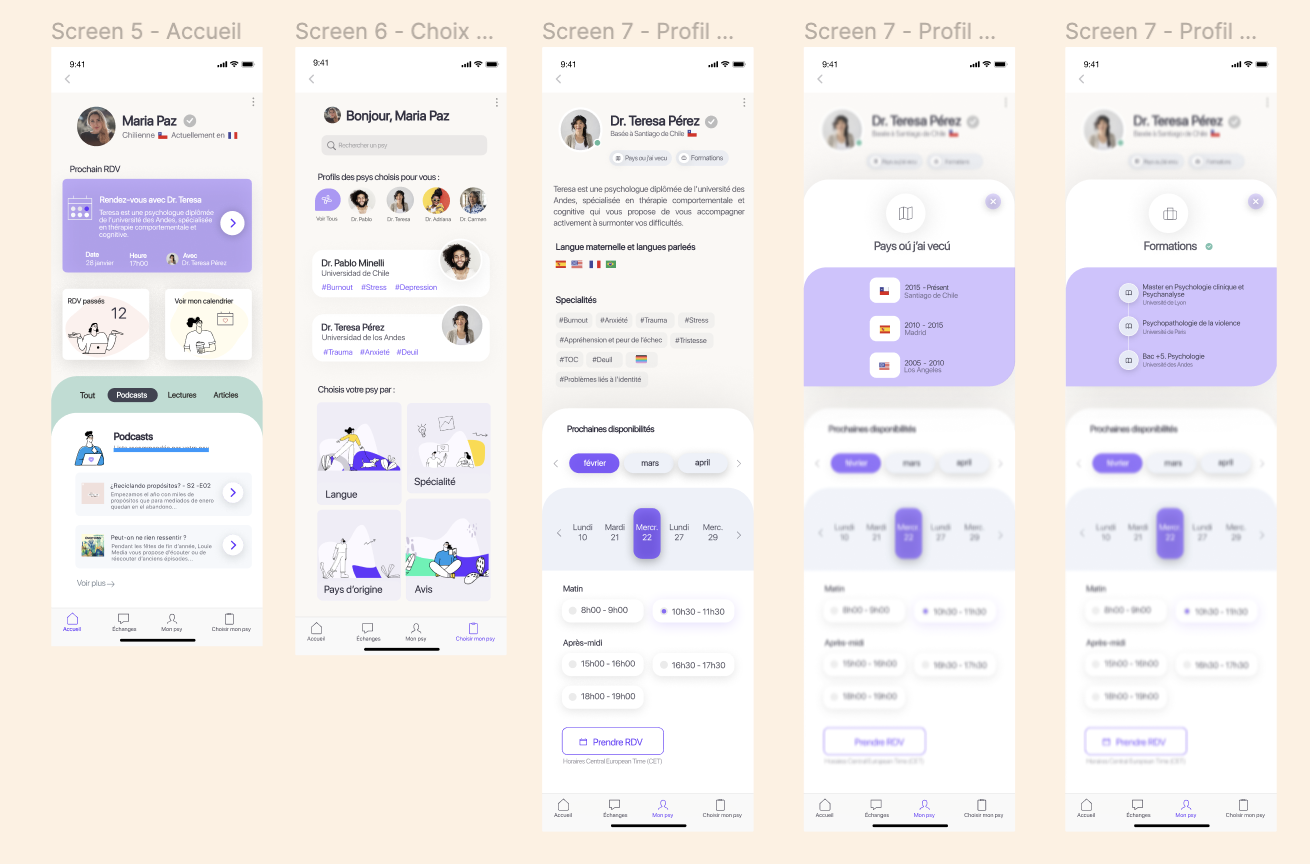 Screen 5 - Accueil
9:41
Maria Paz
Chilienne Actuellement en
Prochain RDV
Rendez-vous avec Dr. Teresa
Teresa est une psychologue diplômée
de l'université des Andes, spécialisée
en thérapie comportementale et
cognitive.
Date Heure Avec
28 janvier 17h00 Dr. Teresa Pérez
RDV passés Voir mon calendrier
12
Tout Podcasts Lectures Articles
Podcasts
¿Reciclando propósitos? - S2 -E02
Empezamos el año con miles de
propósitos que para mediados de enero
quedan en el abandono...
Peut-on ne rien ressentir ?
Pendant les fêtes de fin d'année, Louie
Media vous propose d'écouter ou de
réécouter d'anciens episodes...
Voir plus
Accueil Échanges Mon psy Choisir mon psy
Screen 6 - Choix ...
9:41
Bonjour, Maria Paz
Rechercher un psy
Profils des psys choisis pour vous :
Voir Tous Dr. Pablo Dr. Teresa Dr. Adriana Dr. Carmen
Dr. Pablo Minelli
Universidad de Chile
#Burnout #Stress #Depression
Dr. Teresa Pérez
Universidad de los Andes
#Trauma #Anxieté #Deuil
Choisis votre psy par :
Langue Spécialité
Pays d'origine Avis
Accueil Échanges Mon psy Choisir mon psy
Screen 7 - Profil ...
9:41
Dr. Teresa Pérez
Basée à Santiago de Chile
Pays ou j'ai vecu Formations
Teresa est une psychologue diplômée de l'université des
Andes, spécialisée en thérapie comportementale et
cognitive qui vous propose de vous accompagner
activement à surmonter vos difficultés.
Langue maternelle et langues parleés
Specialités
#Burnout #Anxiété #Trauma #Stress
#Appréhension et peur de l'échec #Tristesse
#TOC #Deuil
#Problèmes liés à l'identité
Prochaines disponibilités
février mars april
Lundi Mardi Mercr. Lundi Merc.
10 21 22 27 29
Matin
8h00 - 9h00 10h30 - 11h30
Après-midi
15h00 - 16h00 16h30 - 17h30
18h00 - 19h00
Prendre RDV
Horaires Central European Time (CET)
Accueil Échanges Mon psy Choisir mon psy
Screen 7 - Profil ...
9:41
Dr. Teresa Pérez
Basée à Santiago de Chile
Pays oú j'ai vecú
2015 - Présent
Santiago de Chile
2010 - 2015
Madrid
2005 - 2010
Los Angeles
Prochaines disponibilités
février mars april
Lundi Mardi Mercr. Lundi Merc.
10 21 22 27 29
Matin
8h00 - 9h00 10h30 - 11h30
Après-midi
15h00 - 16h00 16h30 - 17h30
18h00 - 19h00
Prendre RDV
Horaires Central European Time (CET)
Accueil Échanges Mon psy Choisir mon psy
Screen 7 - Profil ...
9:41
Dr. Teresa Pérez
Basée à Santiago de Chile
Formations
Master en Psychologie clinique et
Psychanalyse
Université de Lyon
Psychopathologie de la violence
Université de Paris
Bac +5. Psychologie
Université des Andes
Prochaines disponibilités
février mars april
Lundi Mardi Mercr. Lundi Merc.
10 21 22 27 29
Matin
8h00 - 9h00 10h30 - 11h30
Après-midi
15h00 - 16h00 16h30 - 17h30
18h00 - 19h00
Prendre RDV
Horaires Central European Time (CET)
Accueil Échanges Mon psy Choisir mon psy